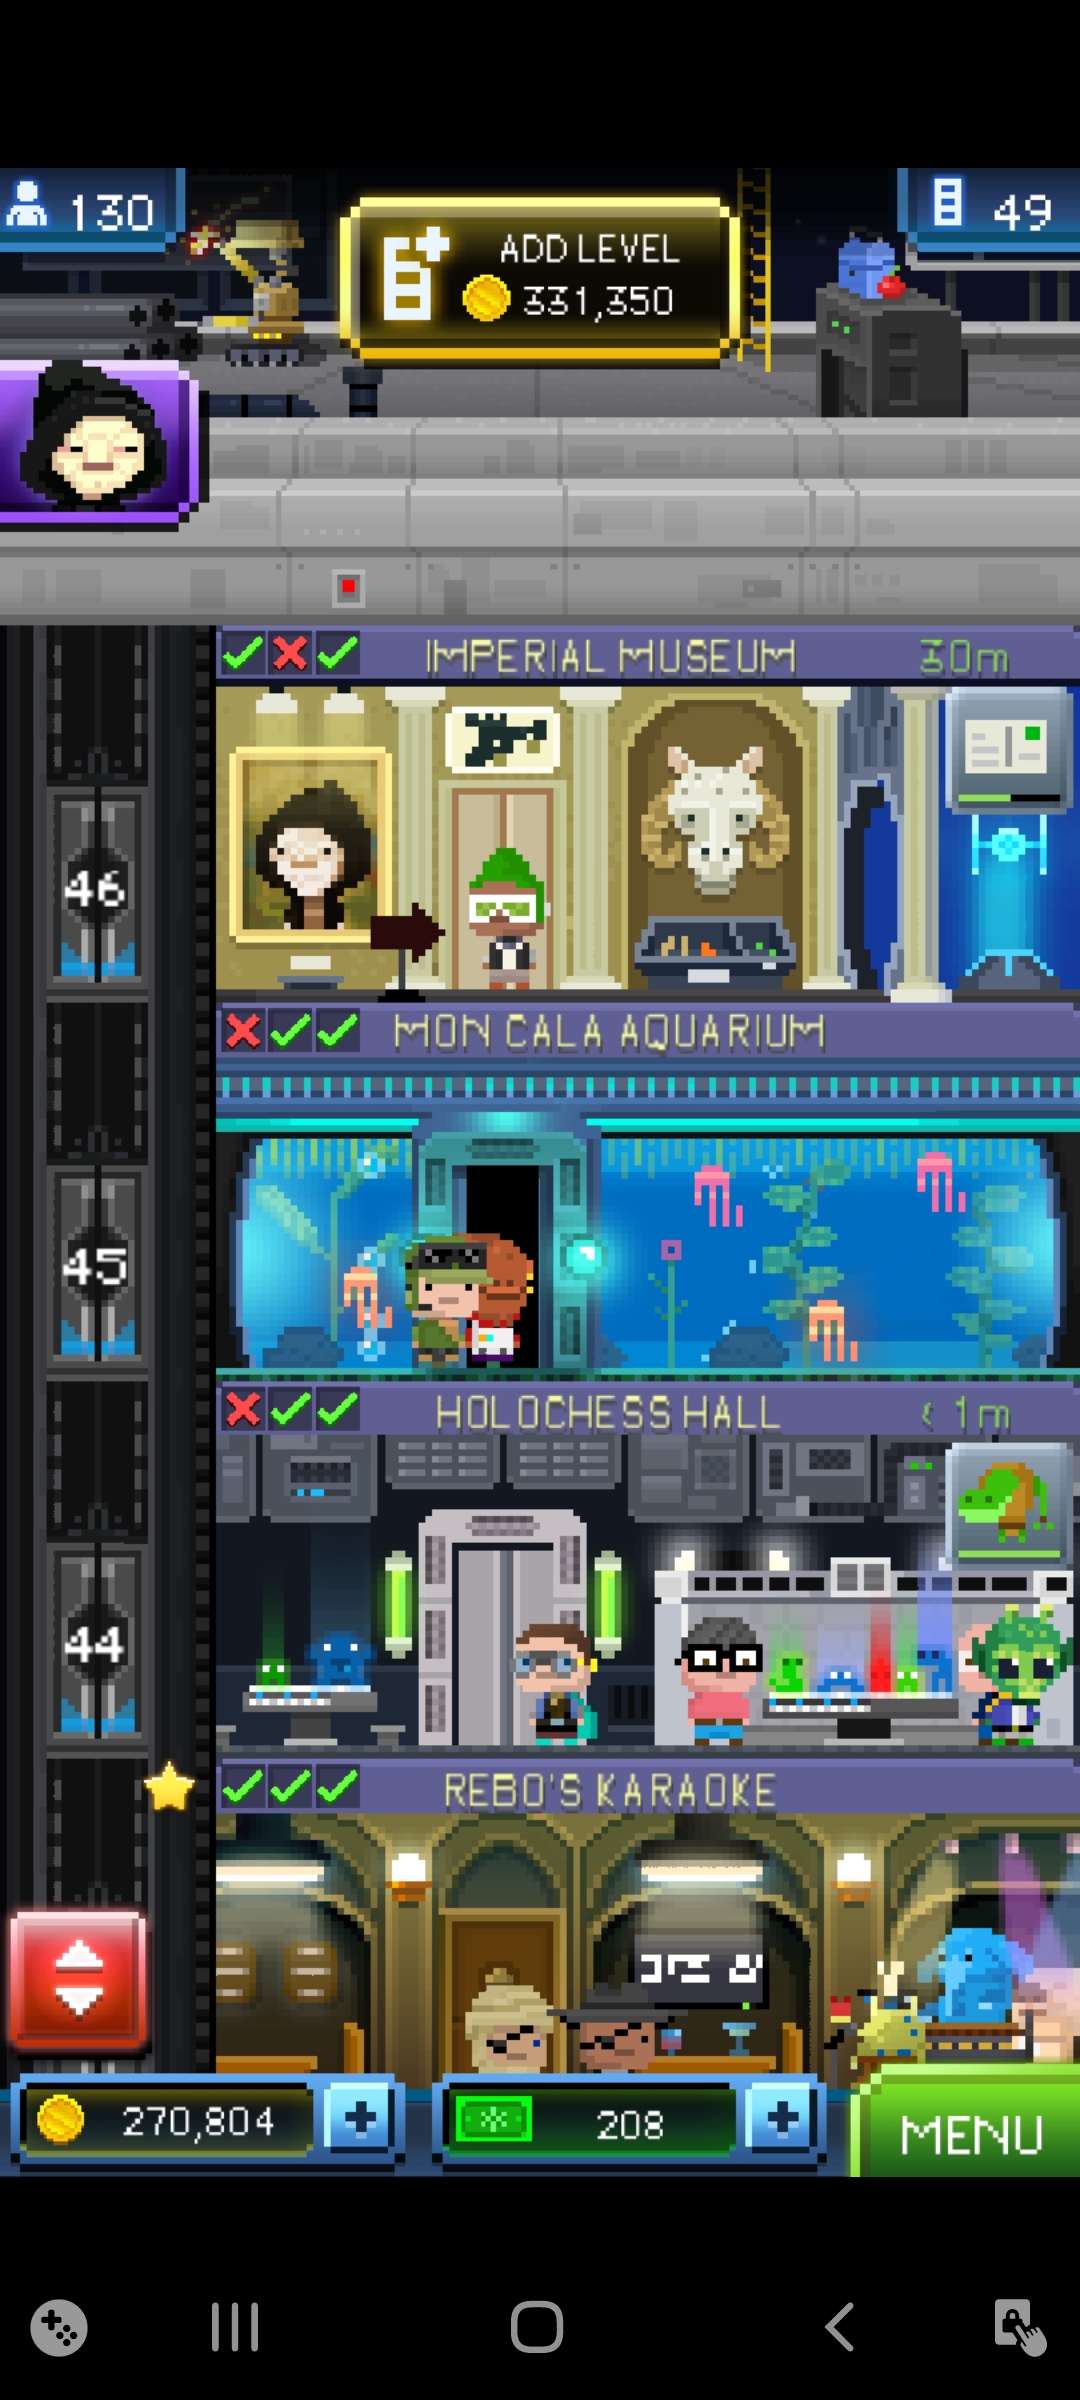 130
ADD LEVEL
331,350
49
IMPERIAL MUSEUM 30m
46
MON CALA AQUARIUM
45
HOLOCHESS HALL < 1m
44
REBO'S KARAOKE
270,804
208
MENU